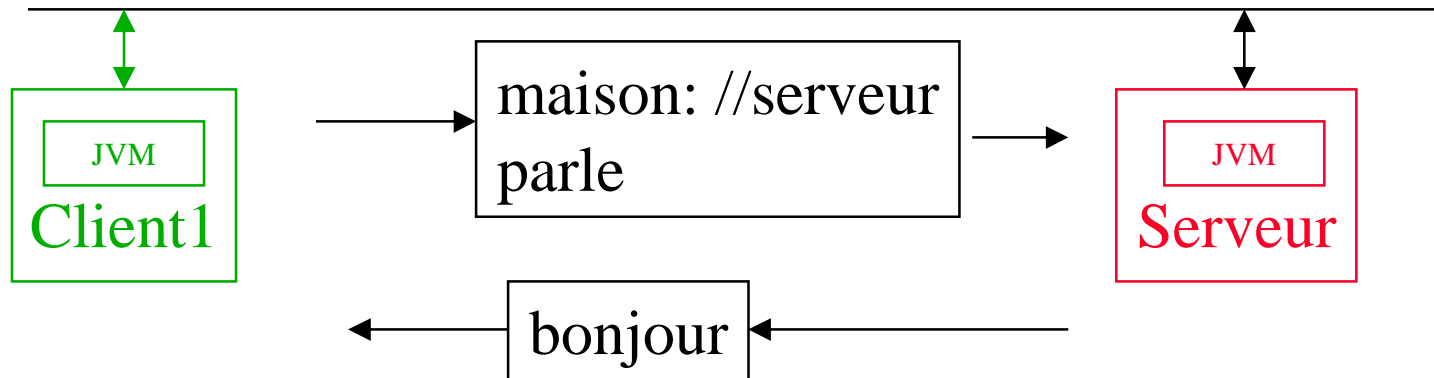 maison: //serveur
parle
JVM
Client1
JVM
Serveur
bonjour